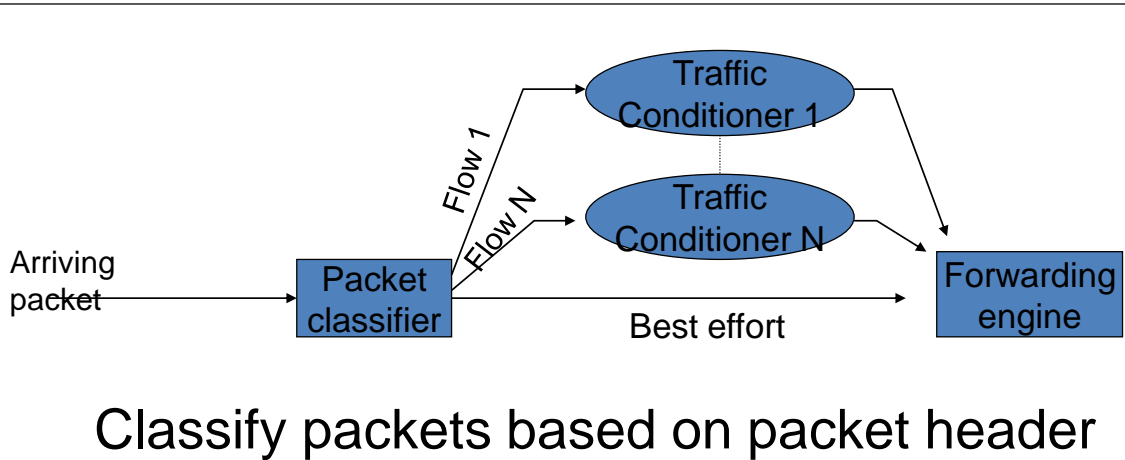 Traffic
Conditioner 1
Flow 1
Traffic
Conditioner N
Flow N
Arriving
packet
Packet
classifier
Forwarding
engine
Best effort
Classify packets based on packet header